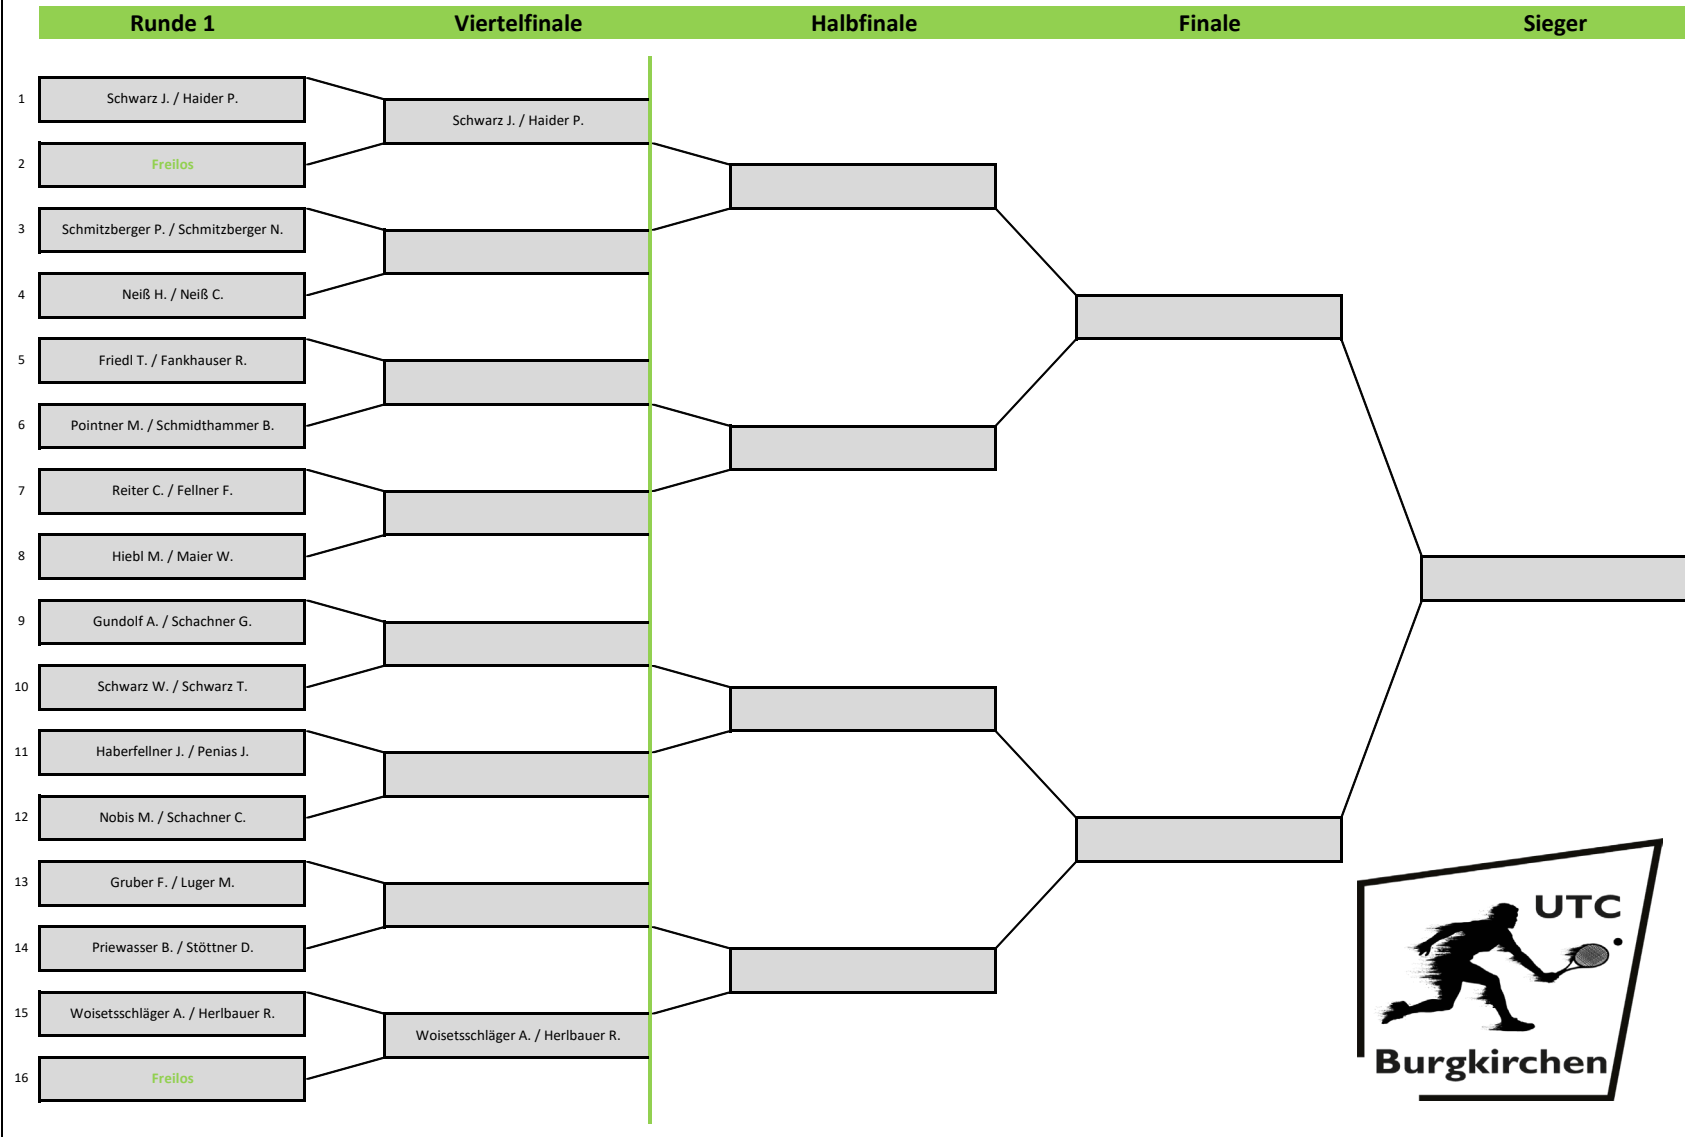 Runde 1 Viertelfinale Halbfinale Finale Sieger
1 Schwarz J. / Haider P.
Schwarz J. / Haider P.
2 Freilos
3 Schmitzberger P. / Schmitzberger N.
4 Neiß H. / Neiß C.
5 Friedl T. / Fankhauser R.
6 Pointner M. / Schmidthammer B.
7 Reiter C. / Fellner F.
8 Hiebl M. / Maier W.
9 Gundolf A. / Schachner G.
10 Schwarz W. / Schwarz T.
11 Haberfellner J. / Penias J.
12 Nobis M. / Schachner C.
13 Gruber F. / Luger M.
14 Priewasser B. / Stöttner D.
15 Woisetsschläger A. / Herlbauer R.
Woisetsschläger A. / Herlbauer R.
16 Freilos
UTC
Burgkirchen